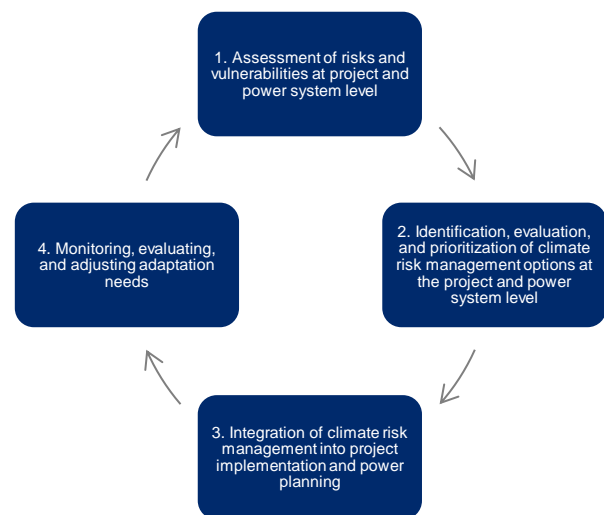 1. Assessment of risks and
vulnerabilities at project and
power system level
2. Identification, evaluation,
and prioritization of climate
risk management options at
the project and power
system level
3. Integration of climate risk
management into project
implementation and power
planning
4. Monitoring, evaluating,
and adjusting adaptation
needs